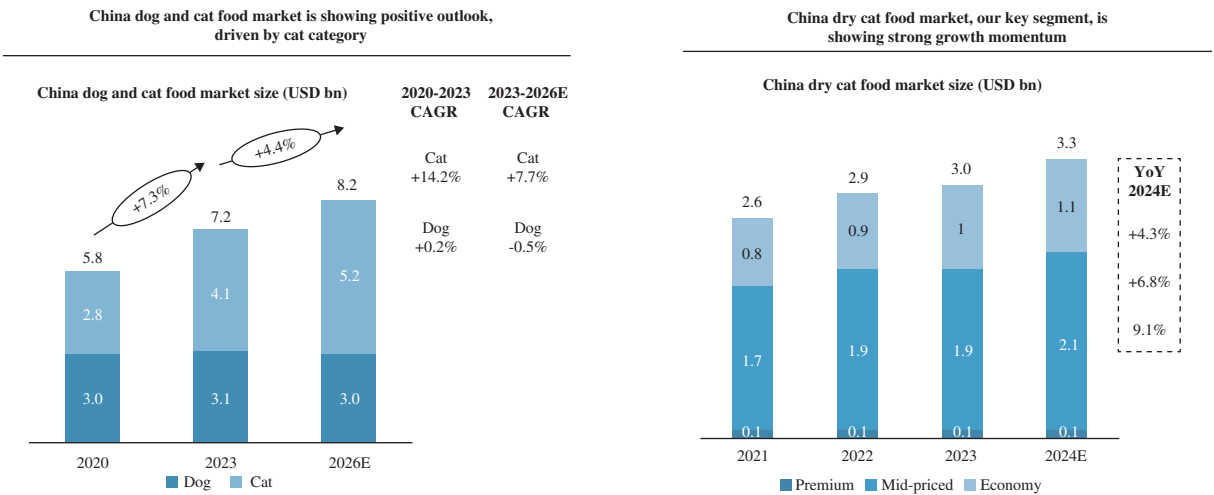 China dog and cat food market is showing positive outlook,
driven by cat category
China dog and cat food market size (USD bn)
2020-2023
CAGR
2023-2026E
CAGR
+7.3%
+4.4%
Cat
+14.2%
Cat
+7.7%
Dog
+0.2%
Dog
-0.5%
5.8
7.2
8.2
2.8
4.1
5.2
3.0
3.1
3.0
2020
2023
2026E
Dog
Cat
China dry cat food market, our key segment, is
showing strong growth momentum
China dry cat food market size (USD bn)
2.6
2.9
3.0
3.3
0.8
0.9
1
1.1
1.7
1.9
1.9
2.1
0.1
0.1
0.1
0.1
2021
2022
2023
2024E
YoY
2024E
+4.3%
+6.8%
9.1%
Premium
Mid-priced
Economy